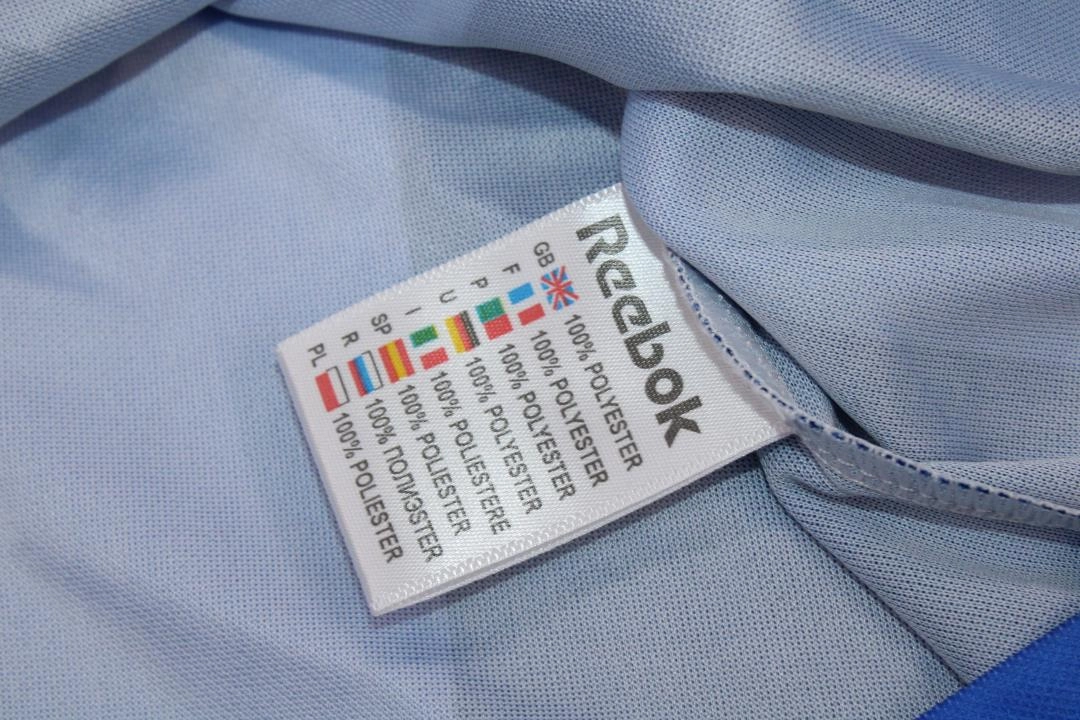 Reebok
GB 100% POLYESTER
F 100% POLYESTER
P 100% POLYESTER
U 100% POLYESTER
I 100% POLIESTERE
SP 100% POLIESTER
R 100% ПОЛИЭSTER
PL 100% POLIESTER